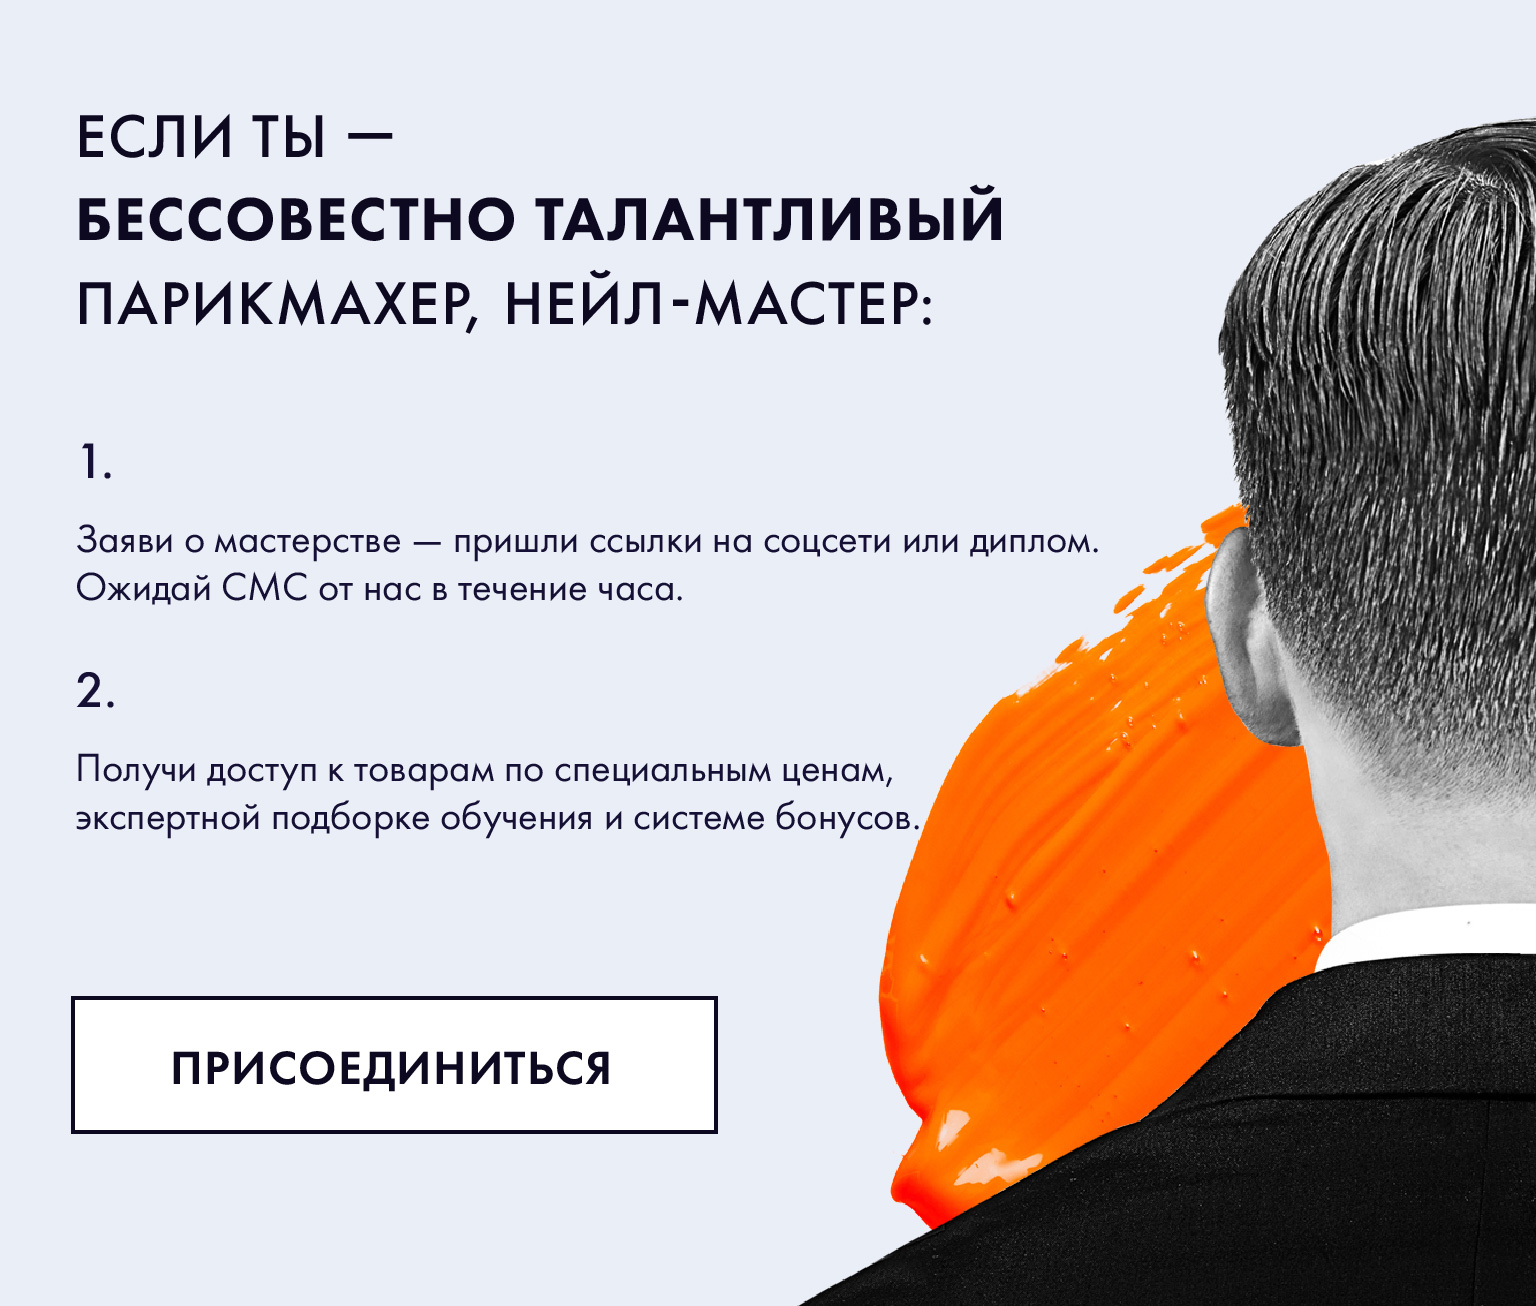 ЕСЛИ ТЫ —
БЕССОВЕСТНО ТАЛАНТЛИВЫЙ
ПАРИКМАХЕР, НЕЙЛ-МАСТЕР:
1.
Заяви о мастерстве — пришли ссылки на соцсети или диплом.
Ожидай СМС от нас в течение часа.
2.
Получи доступ к товарам по специальным ценам,
экспертной подборке обучения и системе бонусов.
ПРИСОЕДИНИТЬСЯ